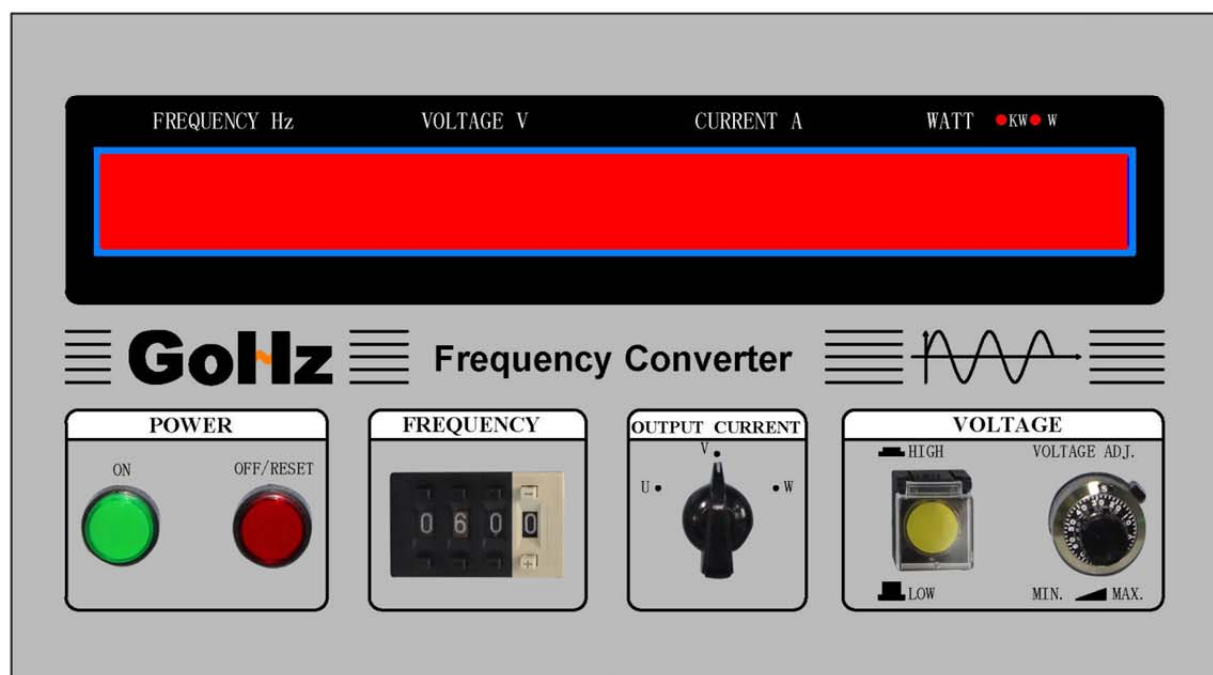 FREQUENCY Hz VOLTAGE V CURRENT A WATT KW W
GoHz Frequency Converter
POWER FREQUENCY OUTPUT CURRENT VOLTAGE
ON OFF/RESET
0 6 0 0
-
+
V
U W
HIGH VOLTAGE ADJ.
LOW MIN. MAX.